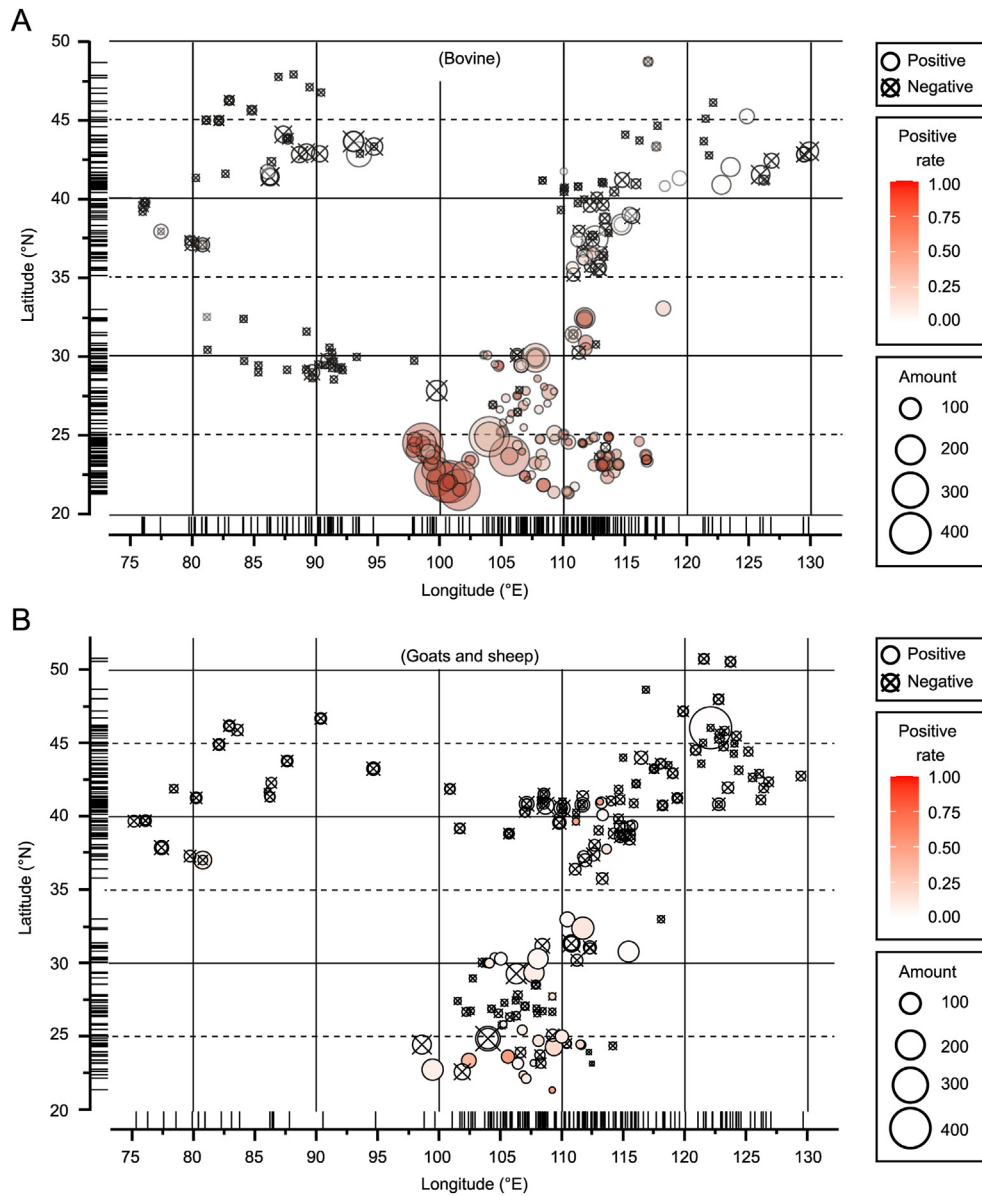 A
(Bovine)
50
45
40
35
30
25
20
Latitude (°N)
75 80 85 90 95 100 105 110 115 120 125 130
Longitude (°E)
Positive
Negative
Positive
rate
1.00
0.75
0.50
0.25
0.00
Amount
100
200
300
400
B
(Goats and sheep)
50
45
40
35
30
25
20
Latitude (°N)
75 80 85 90 95 100 105 110 115 120 125 130
Longitude (°E)
Positive
Negative
Positive
rate
1.00
0.75
0.50
0.25
0.00
Amount
100
200
300
400